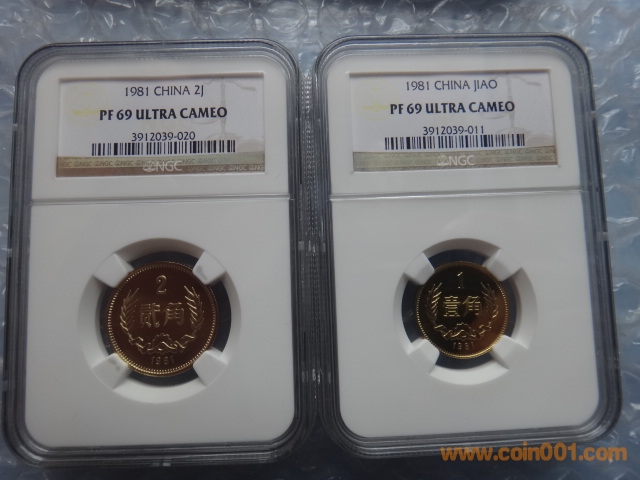 1981 CHINA 2J
PF 69 ULTRA CAMEO
3912039-020
NGC
2
贰角
1981
1981 CHINA JIAO
PF 69 ULTRA CAMEO
3912039-011
NGC
1
壹角
1981
www.coin001.com